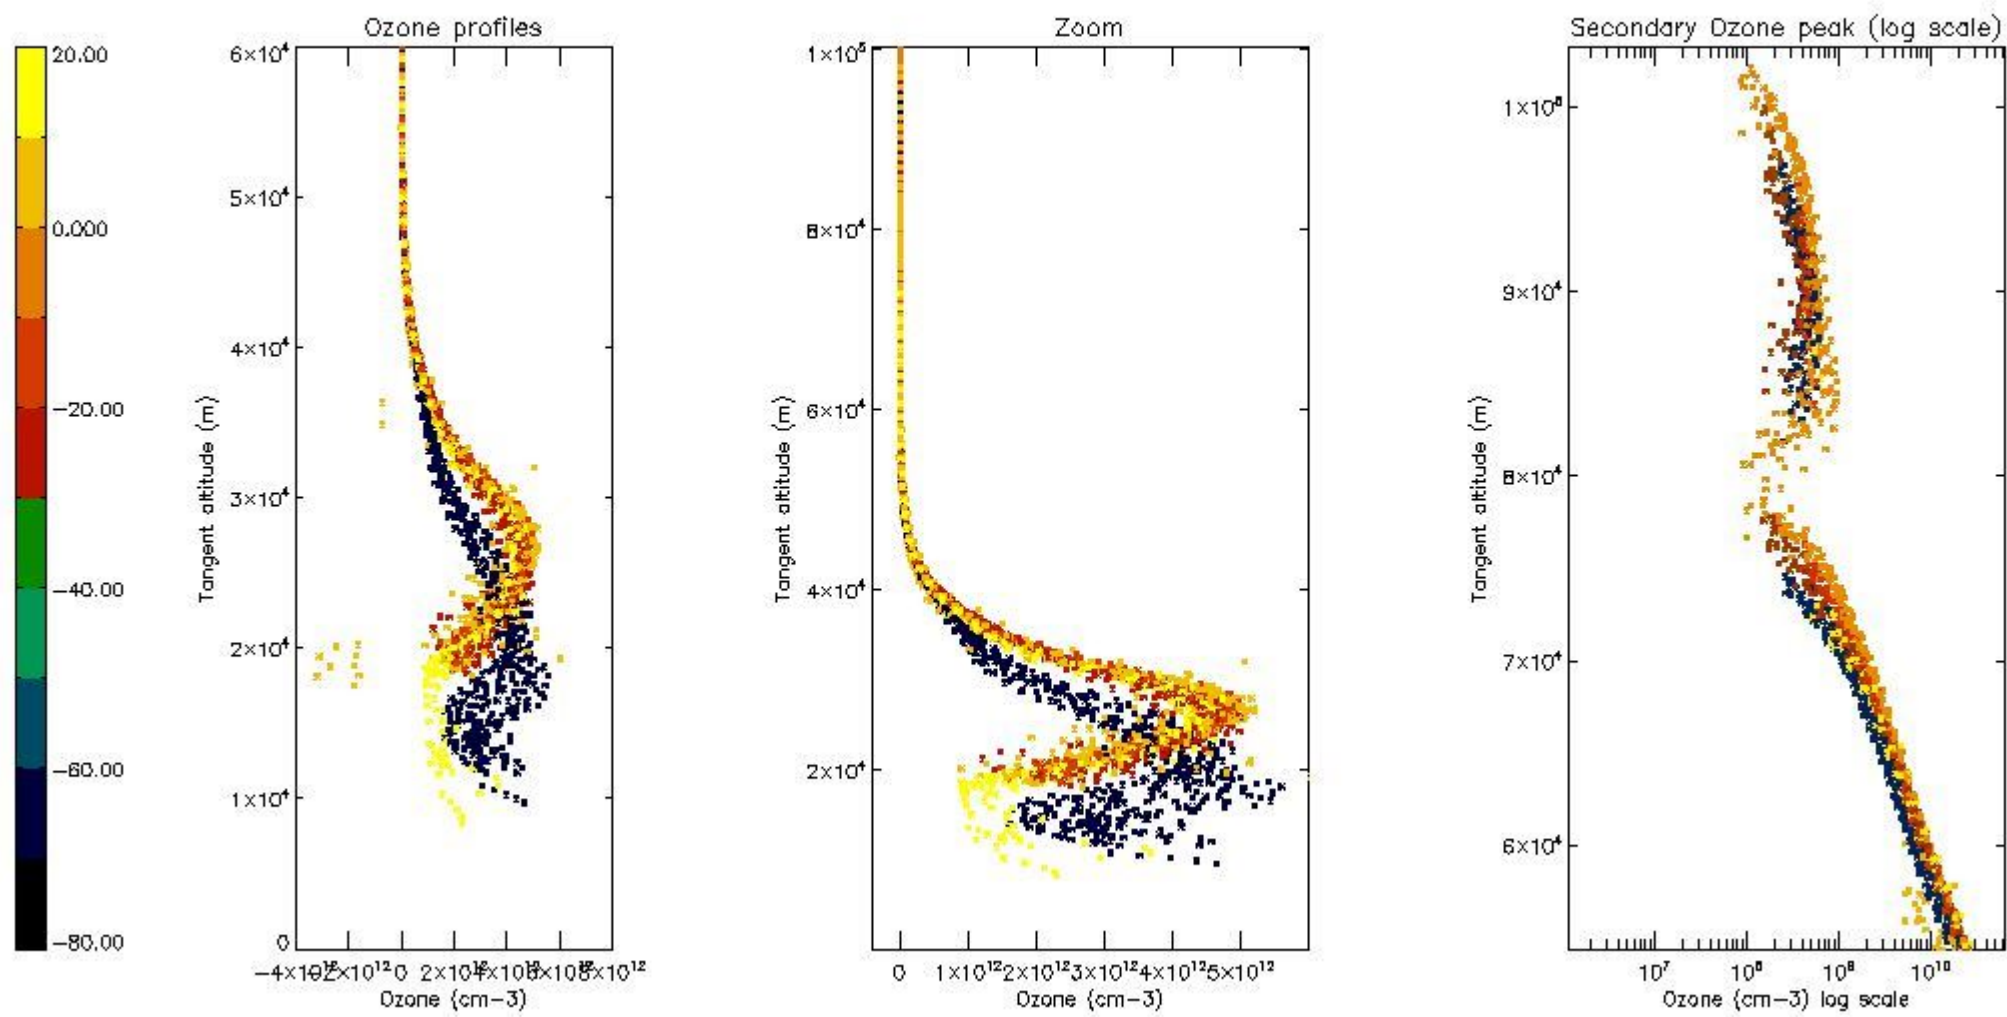 Ozone profiles
Zoom
Secondary Ozone peak (log scale)
20.00
0.000
−20.00
−40.00
−60.00
−80.00
6×10⁴
5×10⁴
4×10⁴
3×10⁴
2×10⁴
1×10⁴
0
Tangent altitude (m)
0
Ozone (cm−3)
1×10⁵
8×10⁴
6×10⁴
4×10⁴
2×10⁴
Tangent altitude (m)
0 1×10¹² 2×10¹² 3×10¹² 4×10¹² 5×10¹²
Ozone (cm−3)
9×10⁴
8×10⁴
7×10⁴
6×10⁴
Tangent altitude (m)
10⁷ 10⁸ 10⁹ 10¹⁰
Ozone (cm−3) log scale